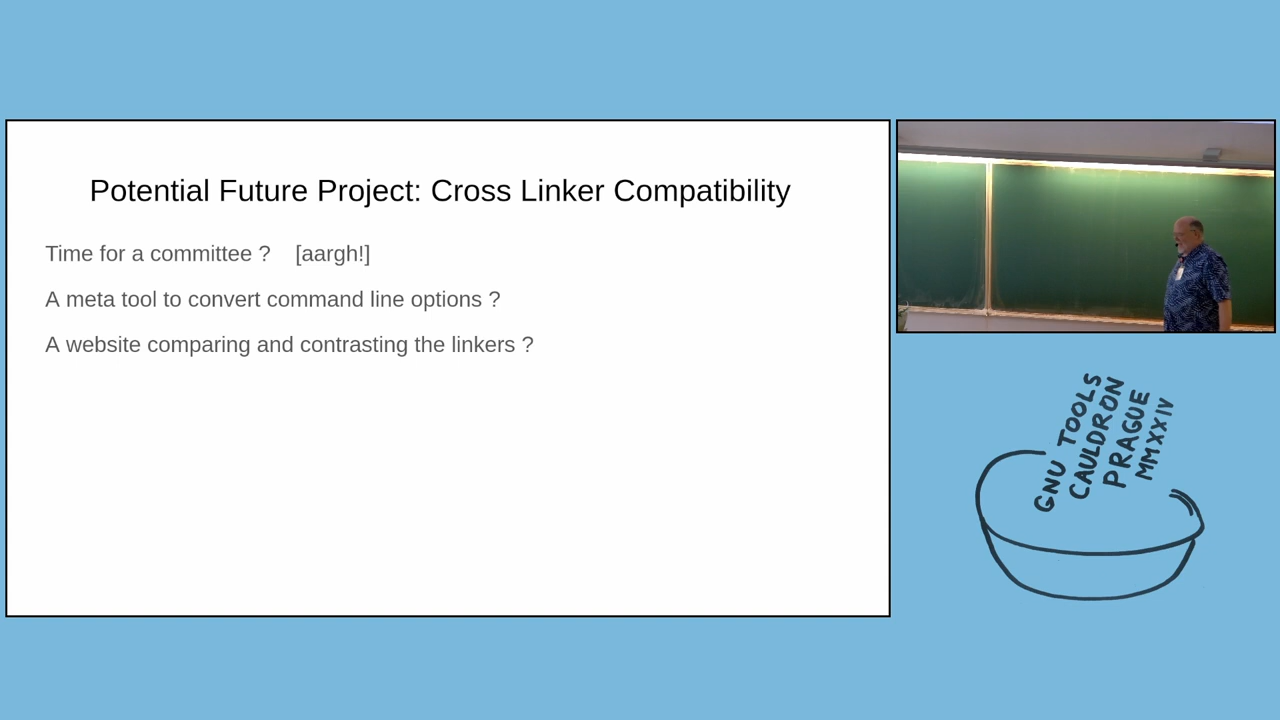 Potential Future Project: Cross Linker Compatibility
Time for a committee ? [aargh!]
A meta tool to convert command line options ?
A website comparing and contrasting the linkers ?
GNU TOOLS
CAULDRON
PRAGUE
MMXXIV